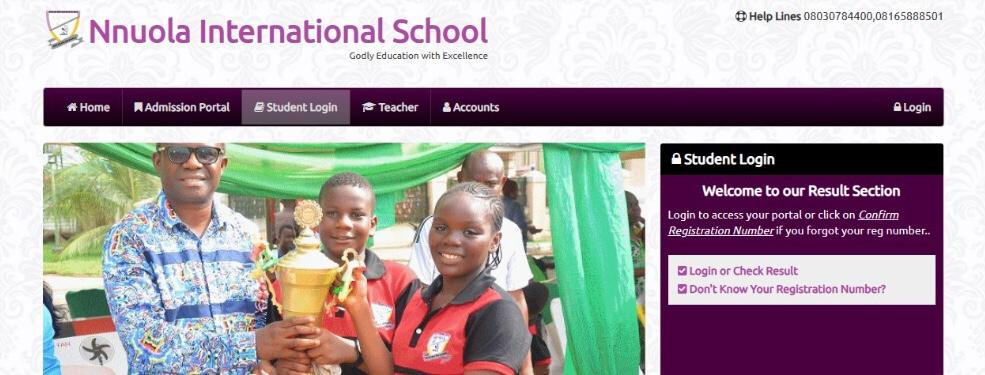 Nnuola International School
Godly Education with Excellence
Help Lines 08030784400,08165888501
Home Admission Portal Student Login Teacher Accounts Login
Student Login
Welcome to our Result Section
Login to access your portal or click on Confirm
Registration Number if you forgot your reg number..
Login or Check Result
Don't Know Your Registration Number?
FAN